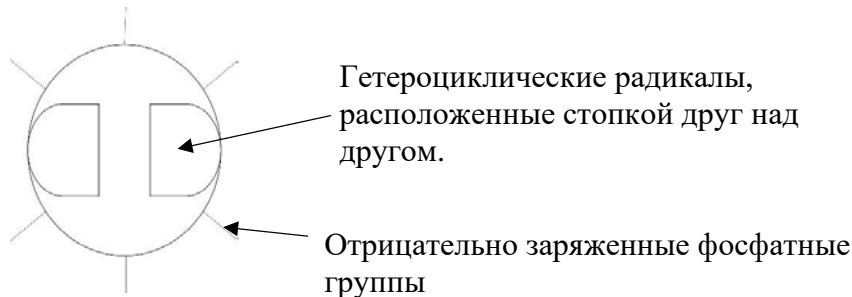 Гетероциклические радикалы,
расположенные стопкой друг над
другом.
Отрицательно заряженные фосфатные
группы